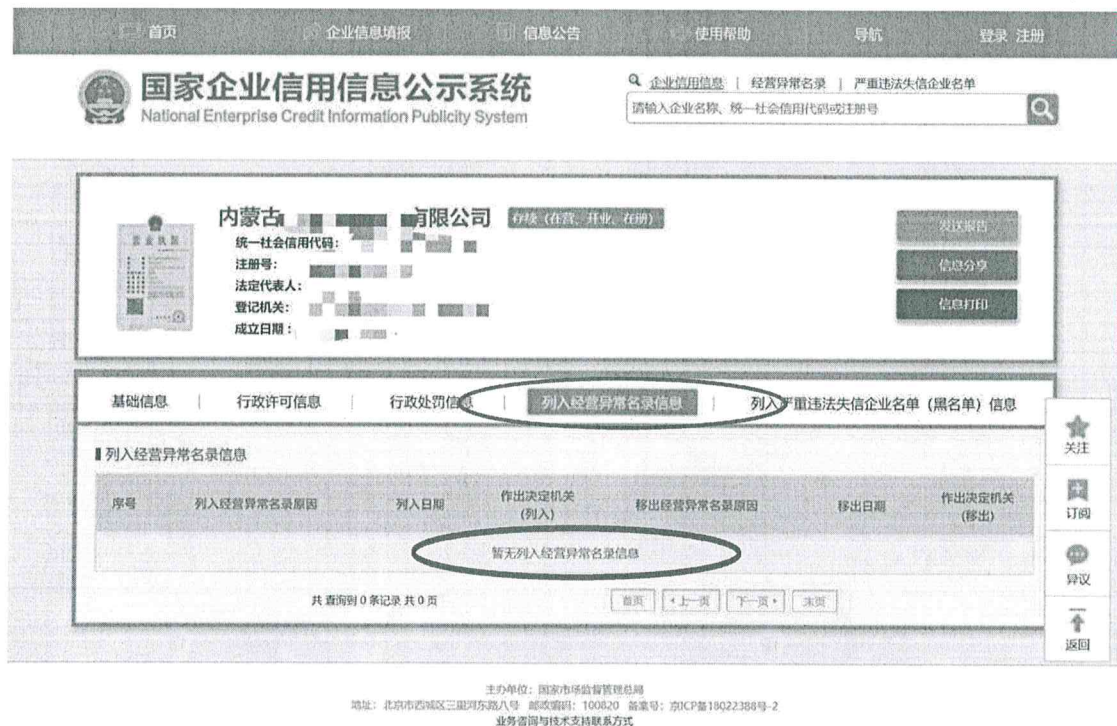 首页 企业信息填报 信息公告 使用帮助 导航 登录 注册
国家企业信用信息公示系统
National Enterprise Credit Information Publicity System
企业信用信息 | 经营异常名录 | 严重违法失信企业名单
请输入企业名称、统一社会信用代码或注册号
内蒙古 有限公司 存续（在营、开业、在册）
统一社会信用代码：
注册号：
法定代表人：
登记机关：
成立日期：
营业执照
发送报告
信息分享
信息打印
基础信息 | 行政许可信息 | 行政处罚信息 | 列入经营异常名录信息 | 列入严重违法失信企业名单（黑名单）信息
列入经营异常名录信息
序号 列入经营异常名录原因 列入日期 作出决定机关(列入) 移出经营异常名录原因 移出日期 作出决定机关(移出)
暂无列入经营异常名录信息
共 查询到 0 条记录 共 0 页 首页 上一页 下一页 末页
关注
订阅
异议
返回
主办单位：国家市场监督管理总局
地址：北京市西城区三里河东路八号 邮政编码：100820 备案号：京ICP备18022388号-2
业务咨询与技术支持联系方式